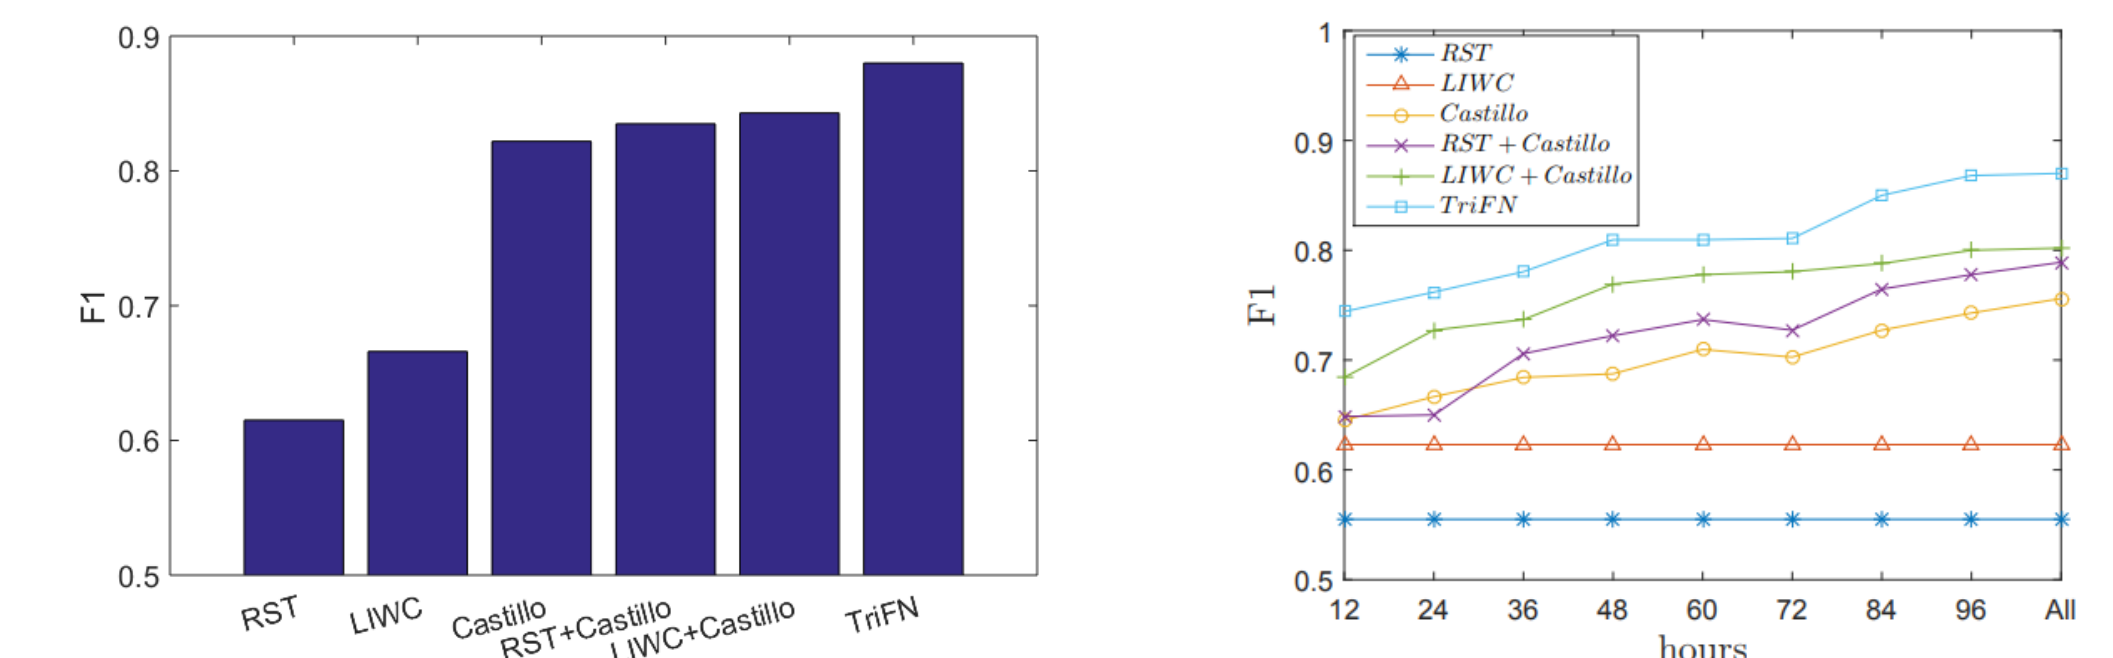 0.9
0.8
0.7
0.6
0.5
F1
RST
LIWC
Castillo
RST+Castillo
LIWC+Castillo
TriFN
1
0.9
0.8
0.7
0.6
0.5
F1
RST
LIWC
Castillo
RST + Castillo
LIWC + Castillo
TriFN
12 24 36 48 60 72 84 96 All
hours